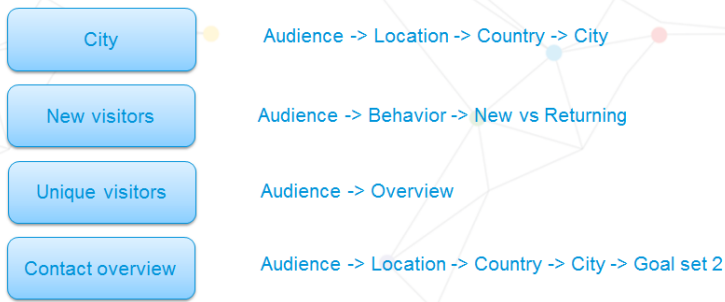 City
Audience -> Location -> Country -> City
New visitors
Audience -> Behavior -> New vs Returning
Unique visitors
Audience -> Overview
Contact overview
Audience -> Location -> Country -> City -> Goal set 2